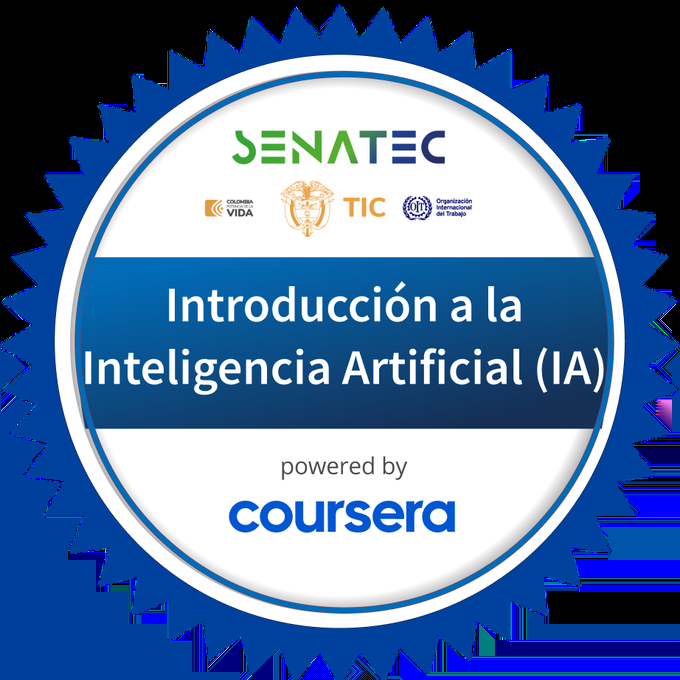 SENATEC
COLOMBIA
POTENCIA DE LA
VIDA
TIC
OIT
Organización
Internacional
del Trabajo
Introducción a la
Inteligencia Artificial (IA)
powered by
coursera